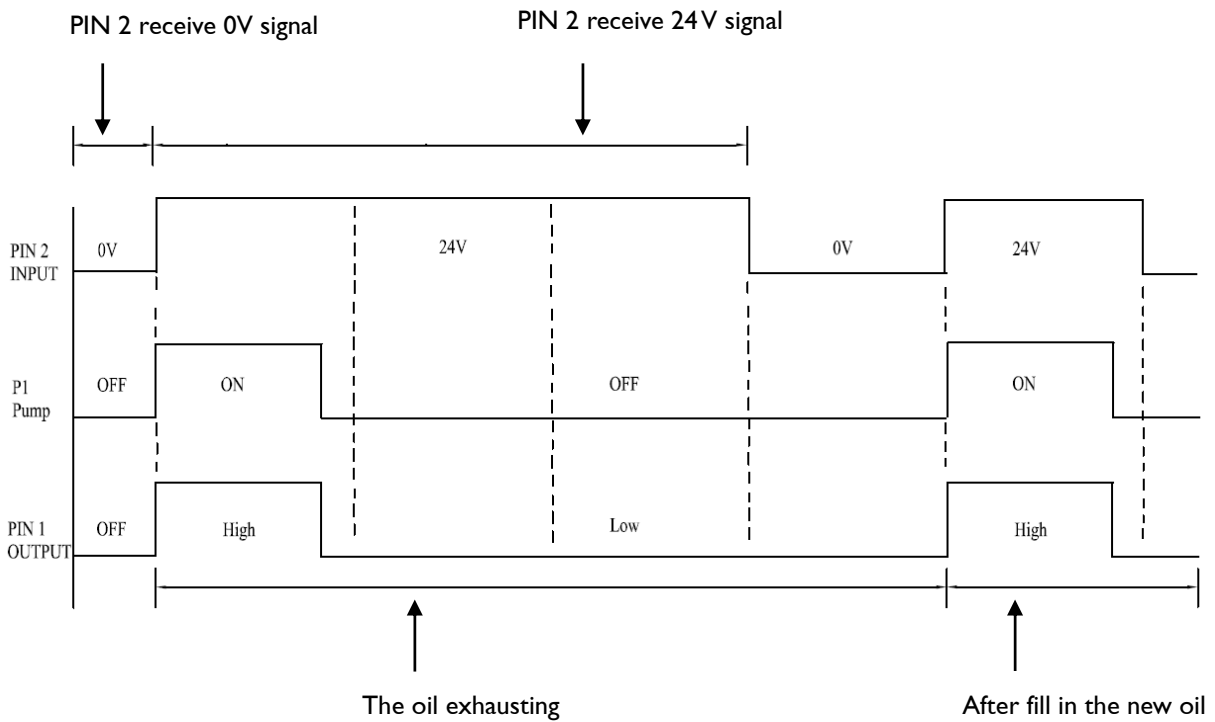 PIN 2 receive 0V signal
PIN 2 receive 24V signal
PIN 2
INPUT
0V
24V
0V
24V
P1
Pump
OFF
ON
OFF
ON
PIN 1
OUTPUT
OFF
High
Low
High
The oil exhausting
After fill in the new oil